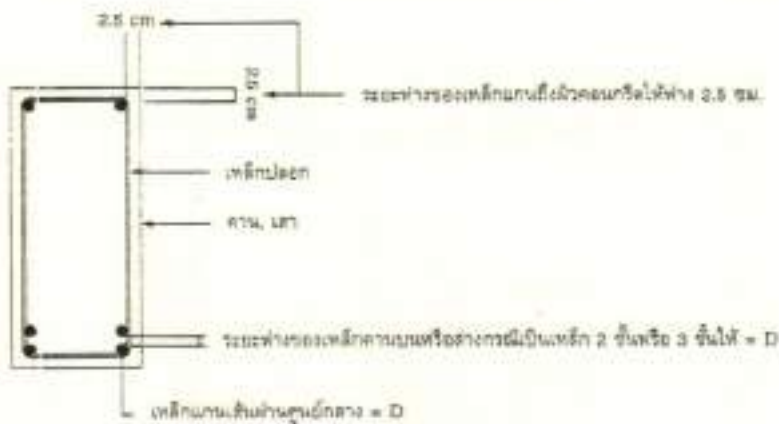 2.5 cm
2.5 cm
ระยะห่างของเหล็กแกนถึงผิวคอนกรีตให้ห่าง 2.5 ซม.
เหล็กปลอก
คาน, เสา
ระยะห่างของเหล็กคานบนหรือล่างกรณีเป็นเหล็ก 2 ชั้นหรือ 3 ชั้นให้ = D
เหล็กแกนเส้นผ่านศูนย์กลาง = D